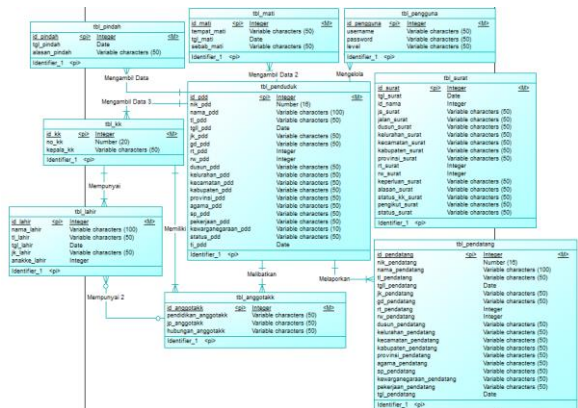 tbl_pindah
id_pindah <pi> Integer <M>
tgl_pindah Date
alasan_pindah Variable characters (50)
Identifier_1 <pi>
tbl_mati
id_mati <pi> Integer <M>
tempat_mati Variable characters (50)
tgl_mati Date
sebab_mati Variable characters (50)
Identifier_1 <pi>
tbl_pengguna
id_pengguna <pi> Integer <M>
username Variable characters (50)
password Variable characters (50)
level Variable characters (50)
Identifier_1 <pi>
Mengambil Data
Mengambil Data 2
Mengelola
Mengambil Data 3
tbl_penduduk
id_pdd <pi> Integer <M>
nik_pdd Number (16)
nama_pdd Variable characters (100)
tl_pdd Variable characters (50)
tgll_pdd Date
jk_pdd Variable characters (50)
gd_pdd Variable characters (50)
rt_pdd Integer
rw_pdd Integer
dusun_pdd Variable characters (50)
kelurahan_pdd Variable characters (50)
kecamatan_pdd Variable characters (50)
kabupaten_pdd Variable characters (50)
provinsi_pdd Variable characters (50)
agama_pdd Variable characters (50)
sp_pdd Variable characters (50)
pekerjaan_pdd Variable characters (50)
kewarganegaraan_pdd Variable characters (10)
status_pdd Variable characters (50)
tl_pdd Date
Identifier_1 <pi>
tbl_surat
id_surat <pi> Integer <M>
tgl_surat Date
id_nama Integer
js_surat Variable characters (50)
jalan_surat Variable characters (50)
dusun_surat Variable characters (50)
kelurahan_surat Variable characters (50)
kecamatan_surat Variable characters (50)
kabupaten_surat Variable characters (50)
provinsi_surat Variable characters (50)
rt_surat Integer
rw_surat Integer
keperluan_surat Variable characters (50)
alasan_surat Variable characters (50)
status_kk_surat Variable characters (50)
pengikut_surat Variable characters (50)
status_surat Variable characters (50)
Identifier_1 <pi>
tbl_kk
id_kk <pi> Integer <M>
no_kk Number (20)
kepala_kk Variable characters (50)
Identifier_1 <pi>
Mempunyai
Memiliki
tbl_lahir
id_lahir <pi> Integer <M>
nama_lahir Variable characters (100)
tl_lahir Variable characters (50)
tgl_lahir Date
jk_lahir Variable characters (50)
anakke_lahir Integer
Identifier_1 <pi>
Mempunyai 2
Melibatkan
Melaporkan
tbl_anggotakk
id_anggotakk <pi> Integer <M>
pendidikan_anggotakk Variable characters (50)
jp_anggotakk Variable characters (50)
hubungan_anggotakk Variable characters (50)
Identifier_1 <pi>
tbl_pendatang
id_pendatang <pi> Integer <M>
nik_pendatang Number (16)
nama_pendatang Variable characters (100)
tl_pendatang Variable characters (50)
tgll_pendatang Date
jk_pendatang Variable characters (50)
gd_pendatang Variable characters (50)
rt_pendatang Integer
rw_pendatang Integer
dusun_pendatang Variable characters (50)
kelurahan_pendatang Variable characters (50)
kecamatan_pendatang Variable characters (50)
kabupaten_pendatang Variable characters (50)
provinsi_pendatang Variable characters (50)
agama_pendatang Variable characters (50)
sp_pendatang Variable characters (50)
kewarganegaraan_pendatang Variable characters (50)
pekerjaan_pendatang Variable characters (50)
tgl_pendatang Date
Identifier_1 <pi>